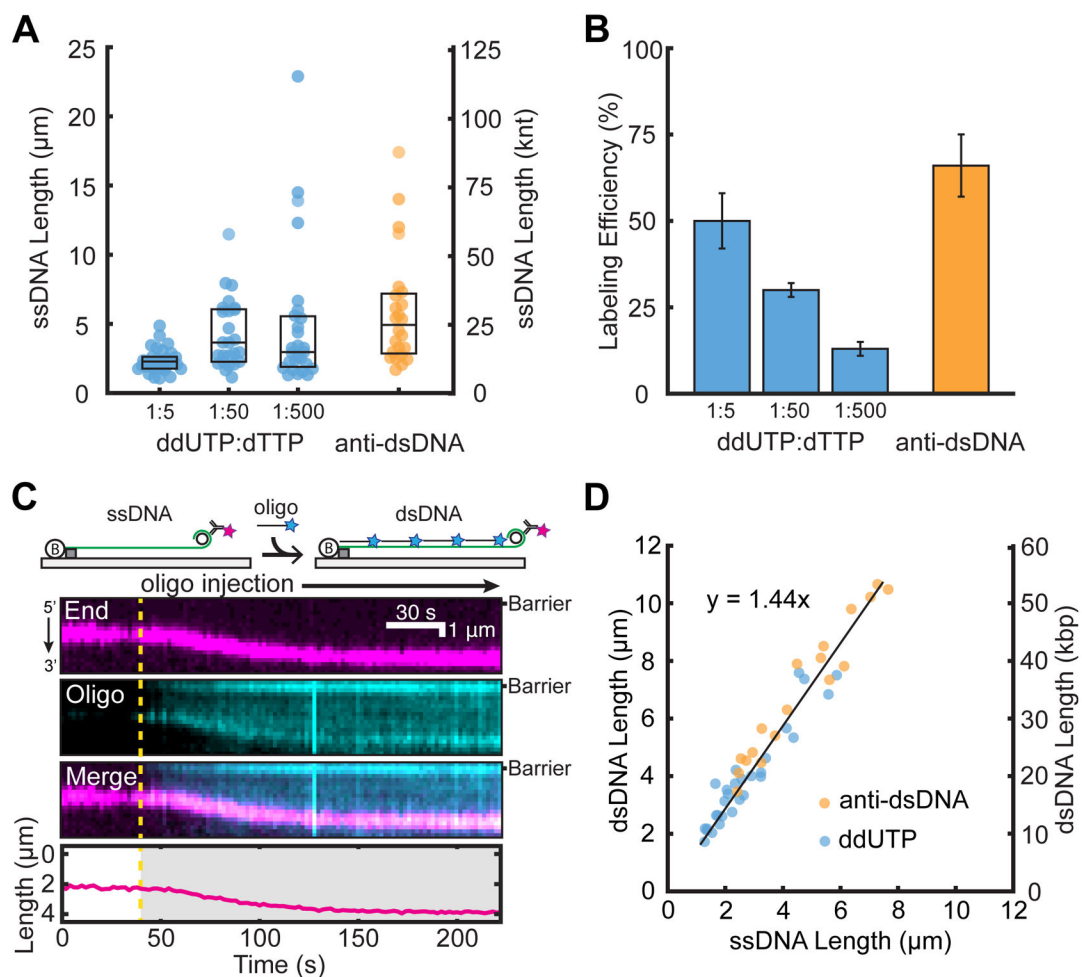 A
25
20
15
10
5
0
ssDNA Length (µm)
125
100
75
50
25
0
ssDNA Length (knt)
1:5
1:50
1:500
ddUTP:dTTP
anti-dsDNA
B
100
75
50
25
0
Labeling Efficiency (%)
1:5
1:50
1:500
ddUTP:dTTP
anti-dsDNA
C
ssDNA
oligo
dsDNA
B
B
oligo injection
5'
3'
End
30 s
1 µm
Barrier
Oligo
Barrier
Merge
Barrier
Length (µm)
0
2
4
0
50
100
150
200
Time (s)
D
12
10
8
6
4
2
0
dsDNA Length (µm)
y = 1.44x
anti-dsDNA
ddUTP
60
50
40
30
20
10
0
dsDNA Length (kbp)
0
2
4
6
8
10
12
ssDNA Length (µm)